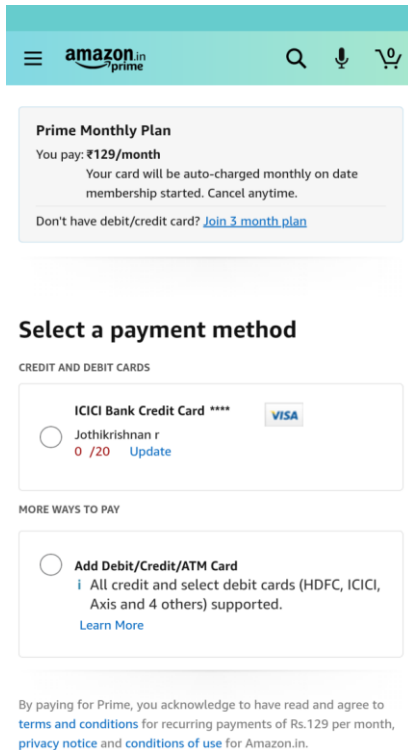 amazon.in
prime
0
Prime Monthly Plan
You pay: ₹129/month
Your card will be auto-charged monthly on date
membership started. Cancel anytime.
Don't have debit/credit card? Join 3 month plan
Select a payment method
CREDIT AND DEBIT CARDS
ICICI Bank Credit Card ****
VISA
Jothikrishnan r
0 /20 Update
MORE WAYS TO PAY
Add Debit/Credit/ATM Card
i All credit and select debit cards (HDFC, ICICI,
Axis and 4 others) supported.
Learn More
By paying for Prime, you acknowledge to have read and agree to
terms and conditions for recurring payments of Rs.129 per month,
privacy notice and conditions of use for Amazon.in.